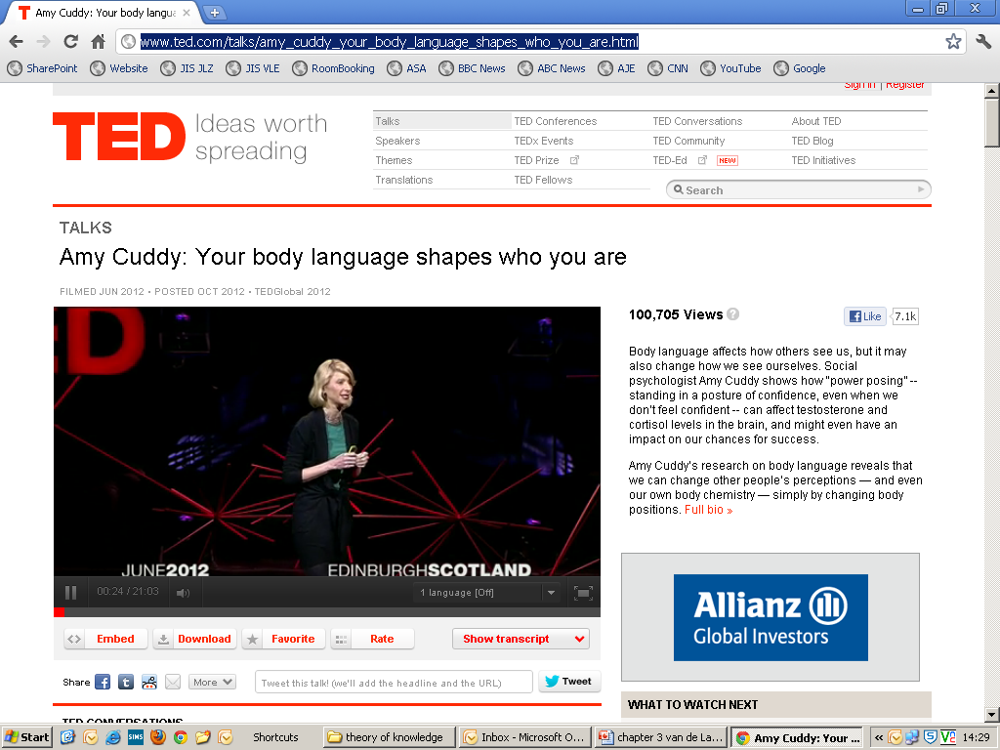 Amy Cuddy: Your body langua
www.ted.com/talks/amy_cuddy_your_body_language_shapes_who_you_are.html
SharePoint Website JIS JLZ JIS VLE RoomBooking ASA BBC News ABC News AJE CNN YouTube Google
Sign in | Register
TED Ideas worth
spreading
Talks TED Conferences TED Conversations About TED
Speakers TEDx Events TED Community TED Blog
Themes TED Prize TED-Ed NEW TED Initiatives
Translations TED Fellows
Search
TALKS
Amy Cuddy: Your body language shapes who you are
FILMED JUN 2012 • POSTED OCT 2012 • TEDGlobal 2012
100,705 Views ?
Like 7.1k
Body language affects how others see us, but it may
also change how we see ourselves. Social
psychologist Amy Cuddy shows how "power posing" --
standing in a posture of confidence, even when we
don't feel confident -- can affect testosterone and
cortisol levels in the brain, and might even have an
impact on our chances for success.
Amy Cuddy's research on body language reveals that
we can change other people's perceptions — and even
our own body chemistry — simply by changing body
positions. Full bio »
JUNE2012 EDINBURGHSCOTLAND
00:24 / 21:03 1 language [Off]
Embed Download Favorite Rate Show transcript
Share More Tweet this talk! (we'll add the headline and the URL) Tweet
Allianz
Global Investors
WHAT TO WATCH NEXT
TED CONVERSATIONS
Start SIMS Shortcuts theory of knowledge Inbox - Microsoft O... chapter 3 van de La... Amy Cuddy: Your ... « 14:29